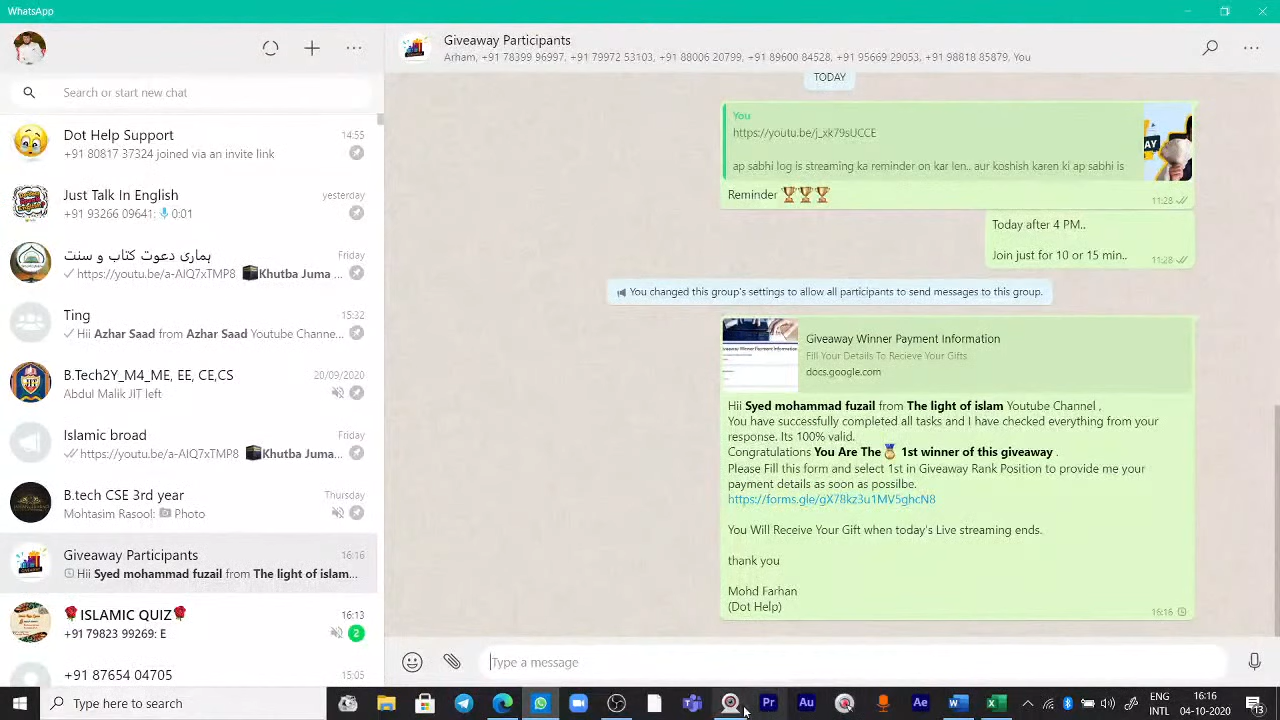 WhatsApp
Search or start new chat
Dot Help Support
14:55
+91 80817 37324 joined via an invite link
Just Talk In English
yesterday
+91 93266 09641: 0:01
ہماری دعوت کتاب و سنت
Friday
https://youtu.be/a-AIQ7xTMP8 Khutba Juma ...
Ting
15:32
Hii Azhar Saad from Azhar Saad Youtube Channe...
B.Tech2Y_M4_ME, EE, CE,CS
20/09/2020
Abdul Malik JIT left
Islamic broad
Friday
https://youtu.be/a-AIQ7xTMP8 Khutba Juma...
B.tech CSE 3rd year
Thursday
Mohtasim Rasool: Photo
Giveaway Participants
16:16
Hii Syed mohammad fuzail from The light of islam...
🌹ISLAMIC QUIZ🌹
16:13
+91 79823 99269: E
2
+91 87654 04705
15:05
Giveaway Participants
Arham, +91 78399 96997, +91 79972 53103, +91 88006 20799, +91 89600 84528, +91 95669 29053, +91 98818 85879, You
TODAY
You
https://youtu.be/j_xk79sUCCE
ap sabhi log is streaming ka reminder on kar len.. aur koshish karen ki ap sabhi is
Reminder 🏆🏆🏆
11:28
Today after 4 PM..
Join just for 10 or 15 min..
11:28
You changed this group's settings to allow all participants to send messages to this group.
Giveaway Winner Payment Information
Fill Your Details To Receive Your Gifts
docs.google.com
Hii Syed mohammad fuzail from The light of islam Youtube Channel ,
You have successfully completed all tasks and I have checked everything from your
response. Its 100% valid.
Congratulations You Are The🏅 1st winner of this giveaway .
Please Fill this form and select 1st in Giveaway Rank Position to provide me your
payment details as soon as possilbe.
https://forms.gle/qX78kz3u1MV5ghcN8
You Will Receive Your Gift when today's Live streaming ends.
thank you
Mohd Farhan
(Dot Help)
16:16
Type a message
Type here to search
Pr
Au
Ae
ENG
INTL
16:16
04-10-2020